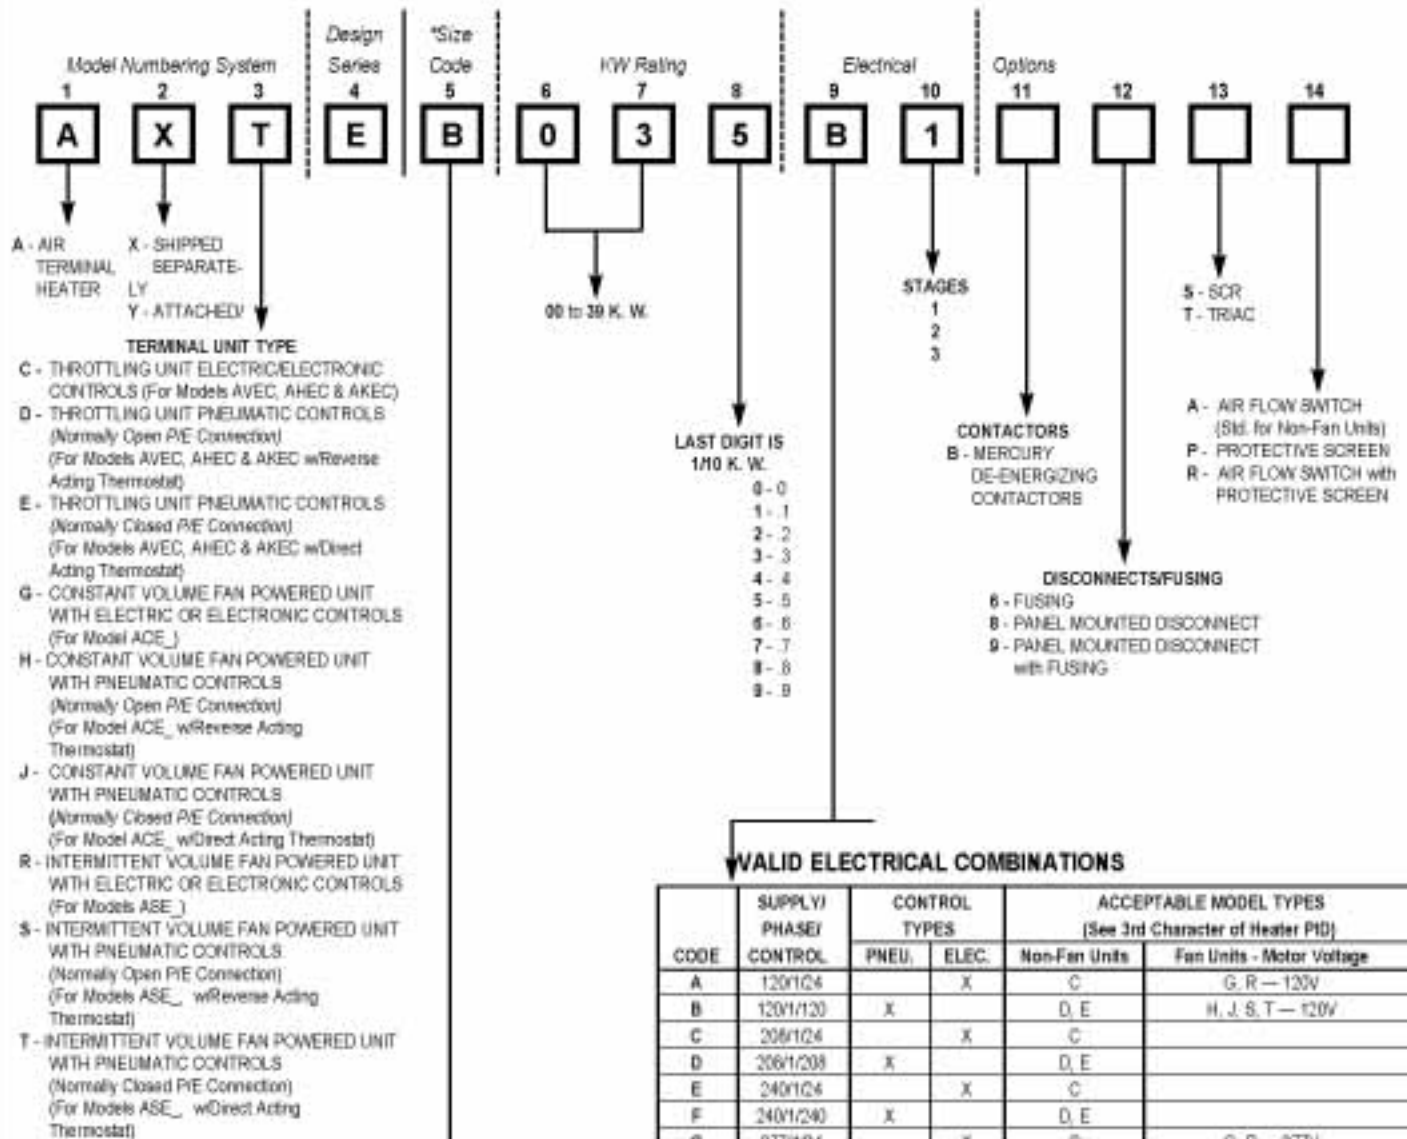 Model Numbering System
Design Series
*Size Code
KW Rating
Electrical
Options
1 2 3 4 5 6 7 8 9 10 11 12 13 14
A X T E B 0 3 5 B 1
A - AIR
TERMINAL
HEATER
X - SHIPPED
SEPARATE-
LY
Y - ATTACHED/
TERMINAL UNIT TYPE
C - THROTTLING UNIT ELECTRIC/ELECTRONIC
CONTROLS (For Models AVEC, AHEC & AKEC)
D - THROTTLING UNIT PNEUMATIC CONTROLS
(Normally Open P/E Connection)
(For Models AVEC, AHEC & AKEC w/Reverse
Acting Thermostat)
E - THROTTLING UNIT PNEUMATIC CONTROLS
(Normally Closed P/E Connection)
(For Models AVEC, AHEC & AKEC w/Direct
Acting Thermostat)
G - CONSTANT VOLUME FAN POWERED UNIT
WITH ELECTRIC OR ELECTRONIC CONTROLS
(For Model ACE_)
H - CONSTANT VOLUME FAN POWERED UNIT
WITH PNEUMATIC CONTROLS
(Normally Open P/E Connection)
(For Model ACE_ w/Reverse Acting
Thermostat)
J - CONSTANT VOLUME FAN POWERED UNIT
WITH PNEUMATIC CONTROLS
(Normally Closed P/E Connection)
(For Model ACE_ w/Direct Acting Thermostat)
R - INTERMITTENT VOLUME FAN POWERED UNIT
WITH ELECTRIC OR ELECTRONIC CONTROLS
(For Models ASE_)
S - INTERMITTENT VOLUME FAN POWERED UNIT
WITH PNEUMATIC CONTROLS
(Normally Open P/E Connection)
(For Models ASE_ w/Reverse Acting
Thermostat)
T - INTERMITTENT VOLUME FAN POWERED UNIT
WITH PNEUMATIC CONTROLS
(Normally Closed P/E Connection)
(For Models ASE_ w/Direct Acting
Thermostat)
00 to 39 K. W.
LAST DIGIT IS
1/10 K. W.
0 - 0
1 - .1
2 - .2
3 - .3
4 - .4
5 - .5
6 - .6
7 - .7
8 - .8
9 - .9
STAGES
1
2
3
CONTACTORS
B - MERCURY
DE-ENERGIZING
CONTACTORS
DISCONNECTS/FUSING
6 - FUSING
8 - PANEL MOUNTED DISCONNECT
9 - PANEL MOUNTED DISCONNECT
with FUSING
S - SCR
T - TRIAC
A - AIR FLOW SWITCH
(Std. for Non-Fan Units)
P - PROTECTIVE SCREEN
R - AIR FLOW SWITCH with
PROTECTIVE SCREEN
VALID ELECTRICAL COMBINATIONS
CODE
SUPPLY/
PHASE/
CONTROL
CONTROL
TYPES
PNEU. ELEC.
ACCEPTABLE MODEL TYPES
(See 3rd Character of Heater PID)
Non-Fan Units Fan Units - Motor Voltage
A 120/1/24 X C G, R — 120V
B 120/1/120 X D, E H, J, S, T — 120V
C 208/1/24 X C
D 208/1/208 X D, E
E 240/1/24 X C
F 240/1/240 X D, E